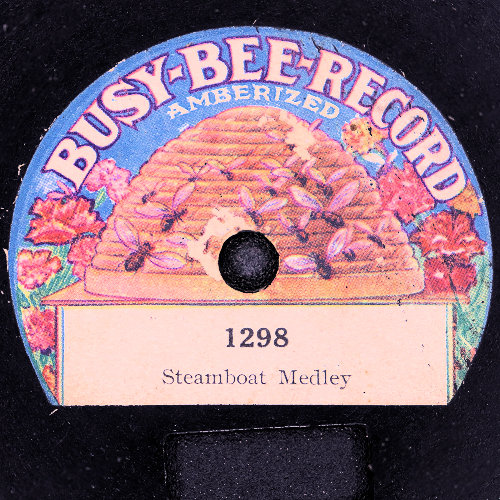 BUSY-BEE-RECORD
AMBERIZED
1298
Steamboat Medley